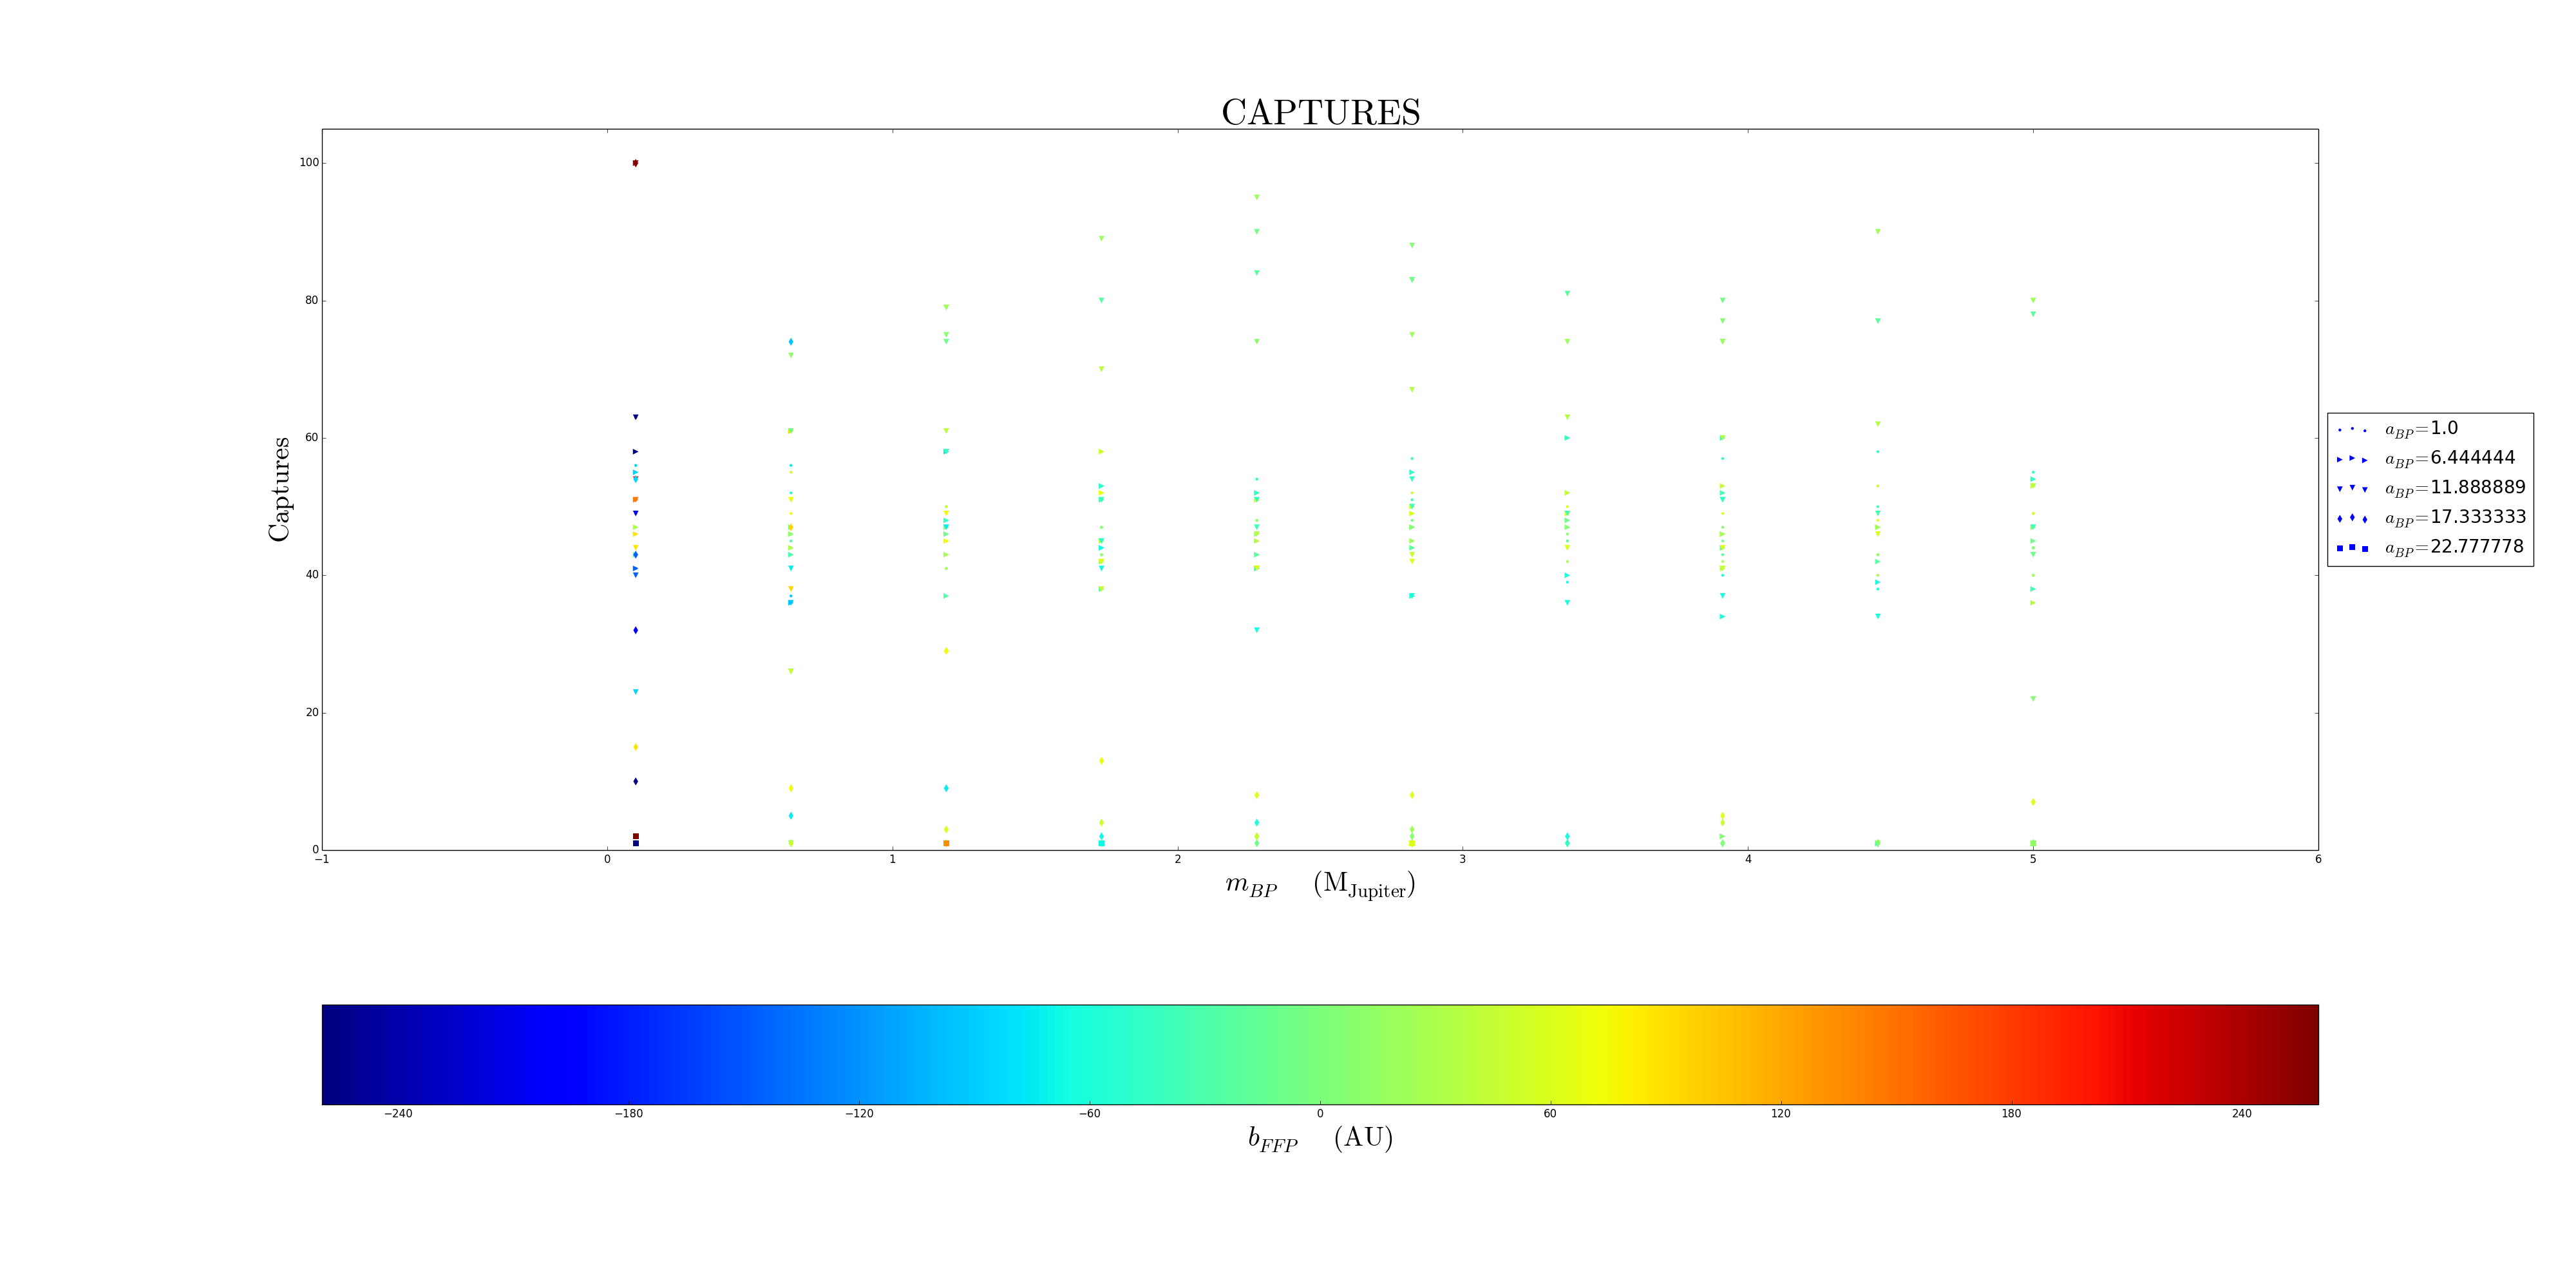 CAPTURES
100
80
60
40
20
0
Captures
−1 0 1 2 3 4 5 6
m_BP (M_Jupiter)
a_BP=1.0
a_BP=6.444444
a_BP=11.888889
a_BP=17.333333
a_BP=22.777778
−240 −180 −120 −60 0 60 120 180 240
b_FFP (AU)